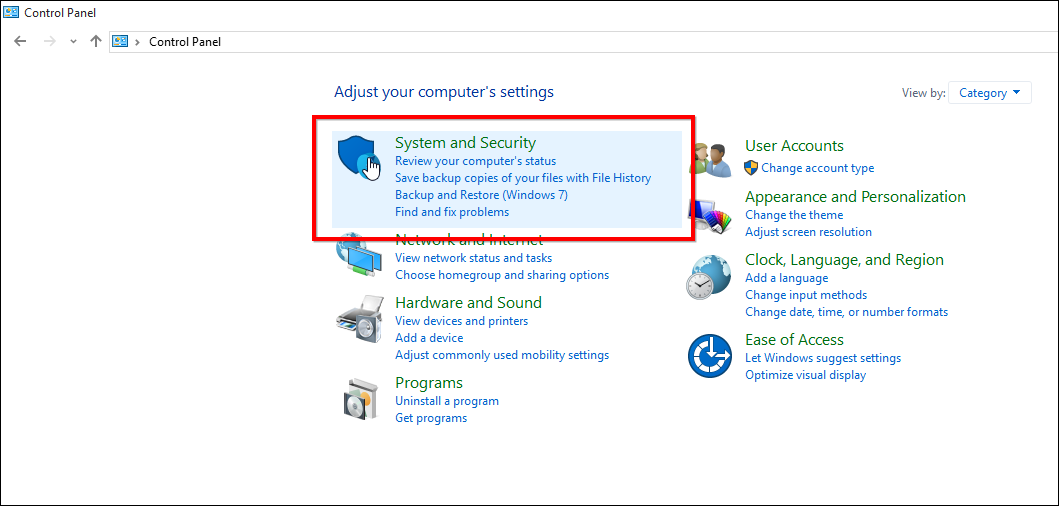 Control Panel
Control Panel
Adjust your computer's settings
View by: Category
System and Security
Review your computer's status
Save backup copies of your files with File History
Backup and Restore (Windows 7)
Find and fix problems
Network and Internet
View network status and tasks
Choose homegroup and sharing options
Hardware and Sound
View devices and printers
Add a device
Adjust commonly used mobility settings
Programs
Uninstall a program
Get programs
User Accounts
Change account type
Appearance and Personalization
Change the theme
Adjust screen resolution
Clock, Language, and Region
Add a language
Change input methods
Change date, time, or number formats
Ease of Access
Let Windows suggest settings
Optimize visual display